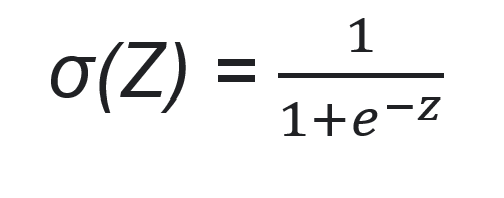 σ(Z) = 1 / 1+e^−z